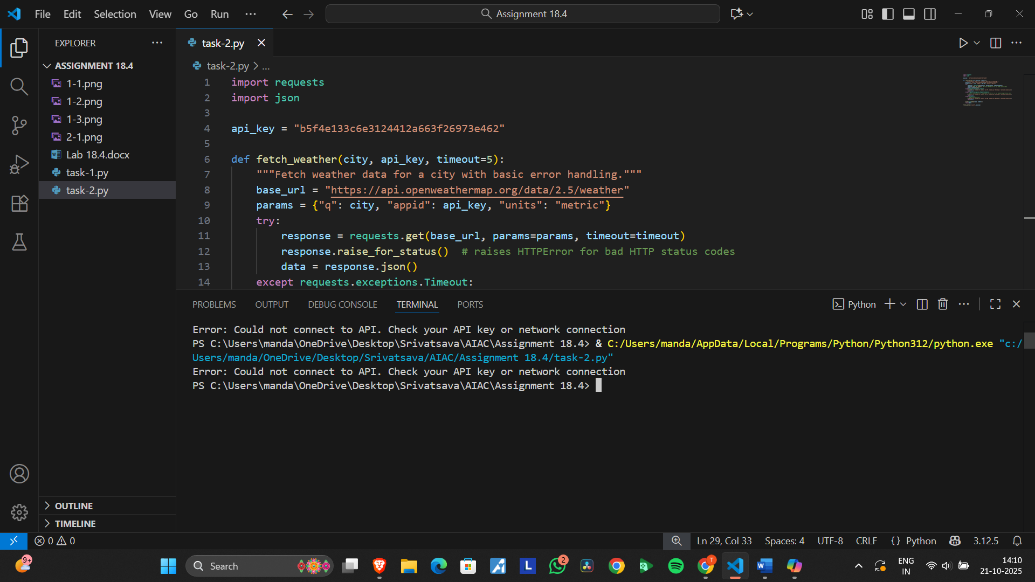 File Edit Selection View Go Run ···
Assignment 18.4
EXPLORER ···
ASSIGNMENT 18.4
1-1.png
1-2.png
1-3.png
2-1.png
Lab 18.4.docx
task-1.py
task-2.py
OUTLINE
TIMELINE
task-2.py
task-2.py > ...
1 import requests
2 import json
3
4 api_key = "b5f4e133c6e3124412a663f26973e462"
5
6 def fetch_weather(city, api_key, timeout=5):
7 """Fetch weather data for a city with basic error handling."""
8 base_url = "https://api.openweathermap.org/data/2.5/weather"
9 params = {"q": city, "appid": api_key, "units": "metric"}
10 try:
11 response = requests.get(base_url, params=params, timeout=timeout)
12 response.raise_for_status() # raises HTTPError for bad HTTP status codes
13 data = response.json()
14 except requests.exceptions.Timeout:
PROBLEMS OUTPUT DEBUG CONSOLE TERMINAL PORTS
Python
Error: Could not connect to API. Check your API key or network connection
PS C:\Users\manda\OneDrive\Desktop\Srivatsava\AIAC\Assignment 18.4> & C:/Users/manda/AppData/Local/Programs/Python/Python312/python.exe "c:/
Users/manda/OneDrive/Desktop/Srivatsava/AIAC/Assignment 18.4/task-2.py"
Error: Could not connect to API. Check your API key or network connection
PS C:\Users\manda\OneDrive\Desktop\Srivatsava\AIAC\Assignment 18.4>
0 0
Ln 29, Col 33 Spaces: 4 UTF-8 CRLF {} Python 3.12.5
Search
ENG
IN
14:10
21-10-2025